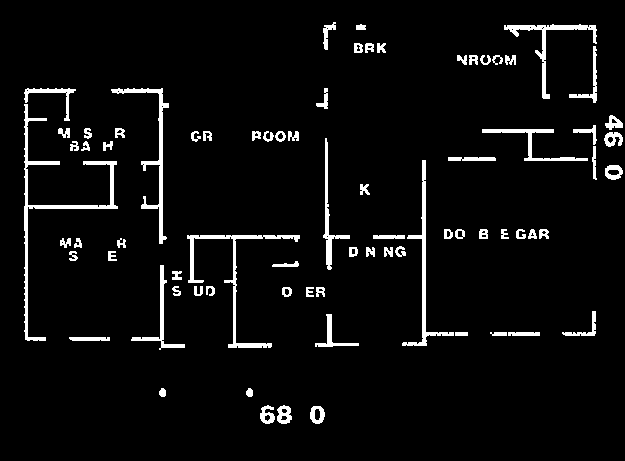 BRK
NROOM
M S R
BA H
GR ROOM
46 0
K
MA R
S E
DO B E GAR
D N NG
S UD
O ER
68 0